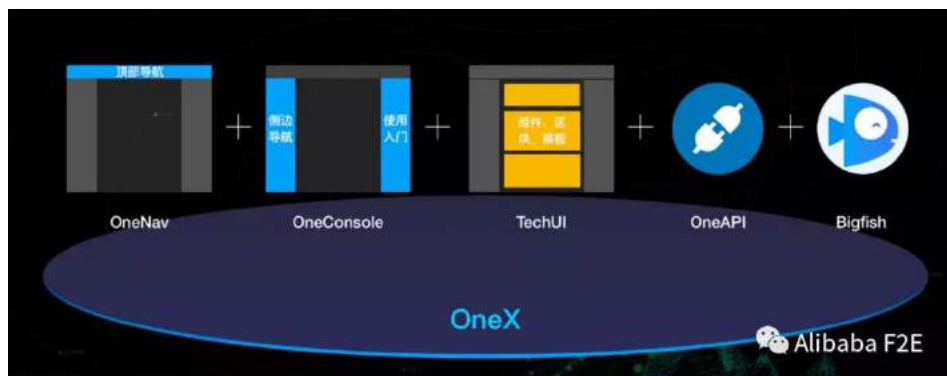 顶部导航
侧边
导航
使用
入门
组件、区
块、模板
OneNav
OneConsole
TechUI
OneAPI
Bigfish
OneX
Alibaba F2E